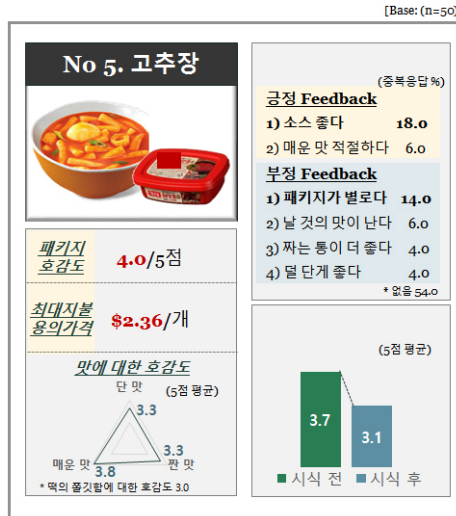 [Base: (n=50)
No 5. 고추장
(중복응답 %)
긍정 Feedback
1) 소스 좋다 18.0
2) 매운 맛 적절하다 6.0
부정 Feedback
1) 패키지가 별로다 14.0
2) 날 것의 맛이 난다 6.0
3) 짜는 통이 더 좋다 4.0
4) 덜 단게 좋다 4.0
* 없음 54.0
패키지
호감도
4.0/5점
최대지불
용의가격
$2.36/개
맛에 대한 호감도
(5점 평균)
단 맛
3.3
3.3
매운 맛
3.8
짠 맛
* 떡의 쫄깃함에 대한 호감도 3.0
(5점 평균)
3.7
3.1
시식 전
시식 후